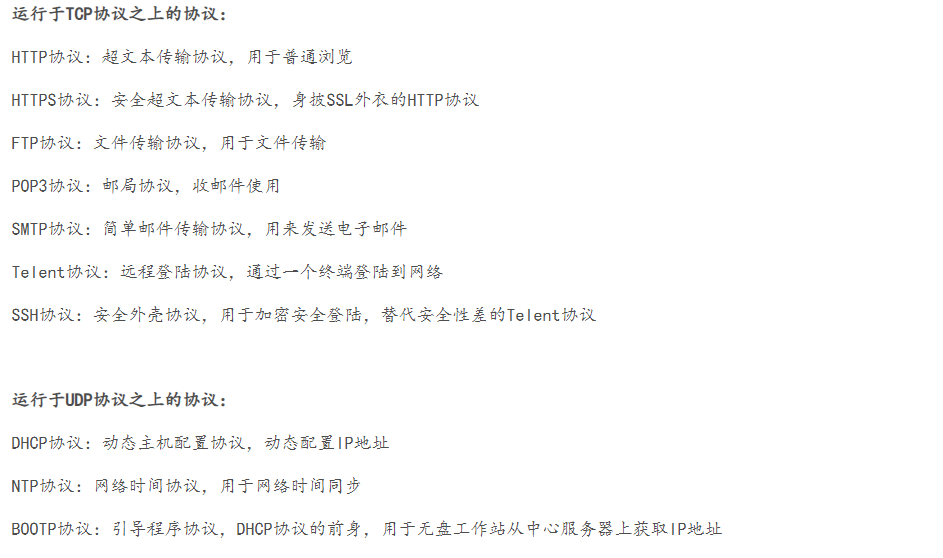 运行于TCP协议之上的协议：
HTTP协议：超文本传输协议，用于普通浏览
HTTPS协议：安全超文本传输协议，身披SSL外衣的HTTP协议
FTP协议：文件传输协议，用于文件传输
POP3协议：邮局协议，收邮件使用
SMTP协议：简单邮件传输协议，用来发送电子邮件
Telent协议：远程登陆协议，通过一个终端登陆到网络
SSH协议：安全外壳协议，用于加密安全登陆，替代安全性差的Telent协议
运行于UDP协议之上的协议：
DHCP协议：动态主机配置协议，动态配置IP地址
NTP协议：网络时间协议，用于网络时间同步
BOOTP协议：引导程序协议，DHCP协议的前身，用于无盘工作站从中心服务器上获取IP地址